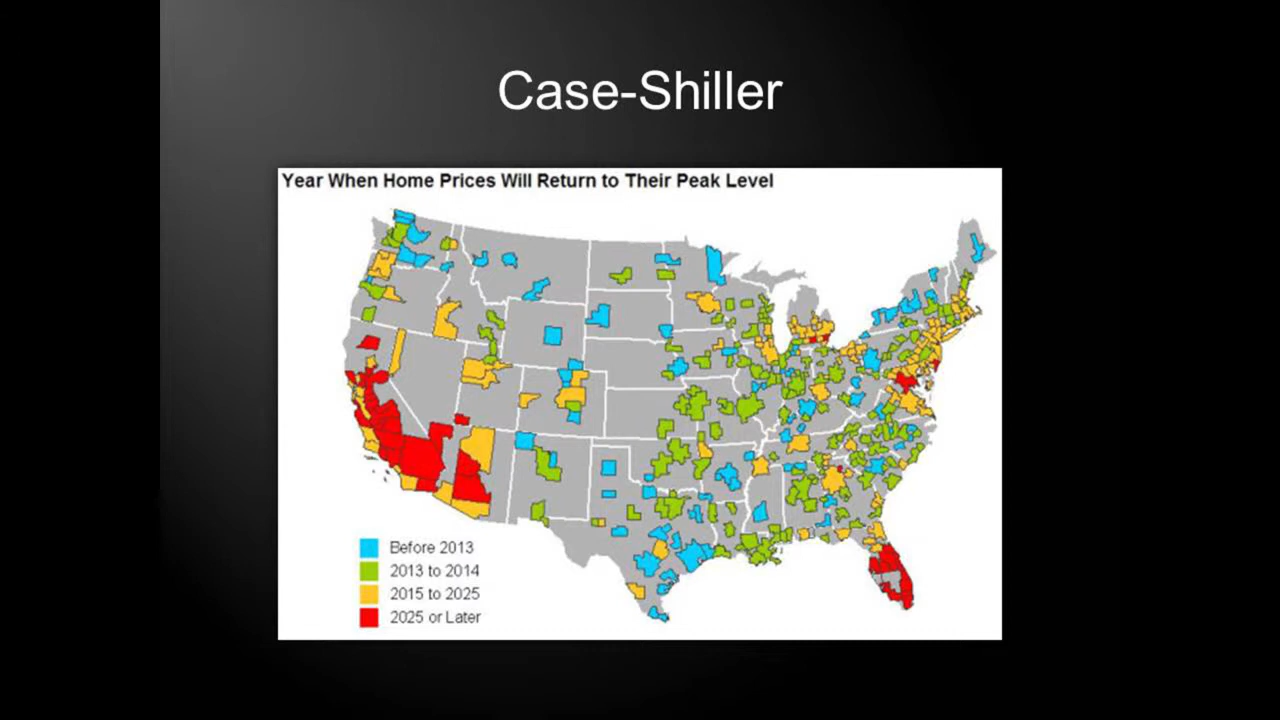 Case-Shiller
Year When Home Prices Will Return to Their Peak Level
Before 2013
2013 to 2014
2015 to 2025
2025 or Later